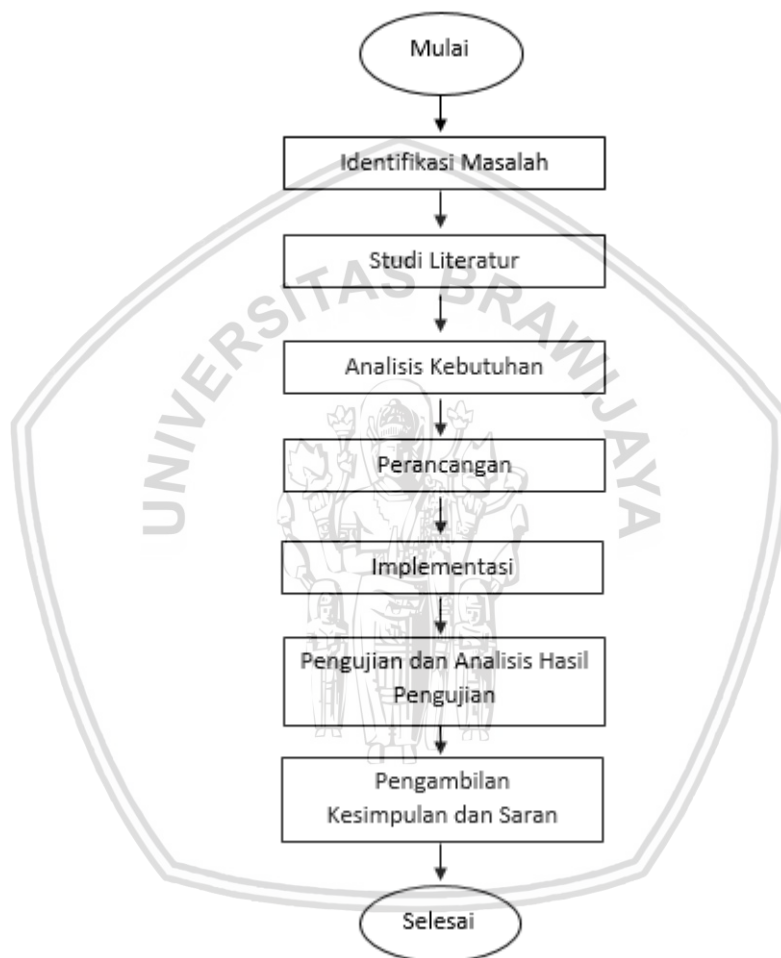 Mulai
Identifikasi Masalah
Studi Literatur
UNIVERSITAS BRAWIJAYA
Analisis Kebutuhan
Perancangan
Implementasi
Pengujian dan Analisis Hasil
Pengujian
Pengambilan
Kesimpulan dan Saran
Selesai